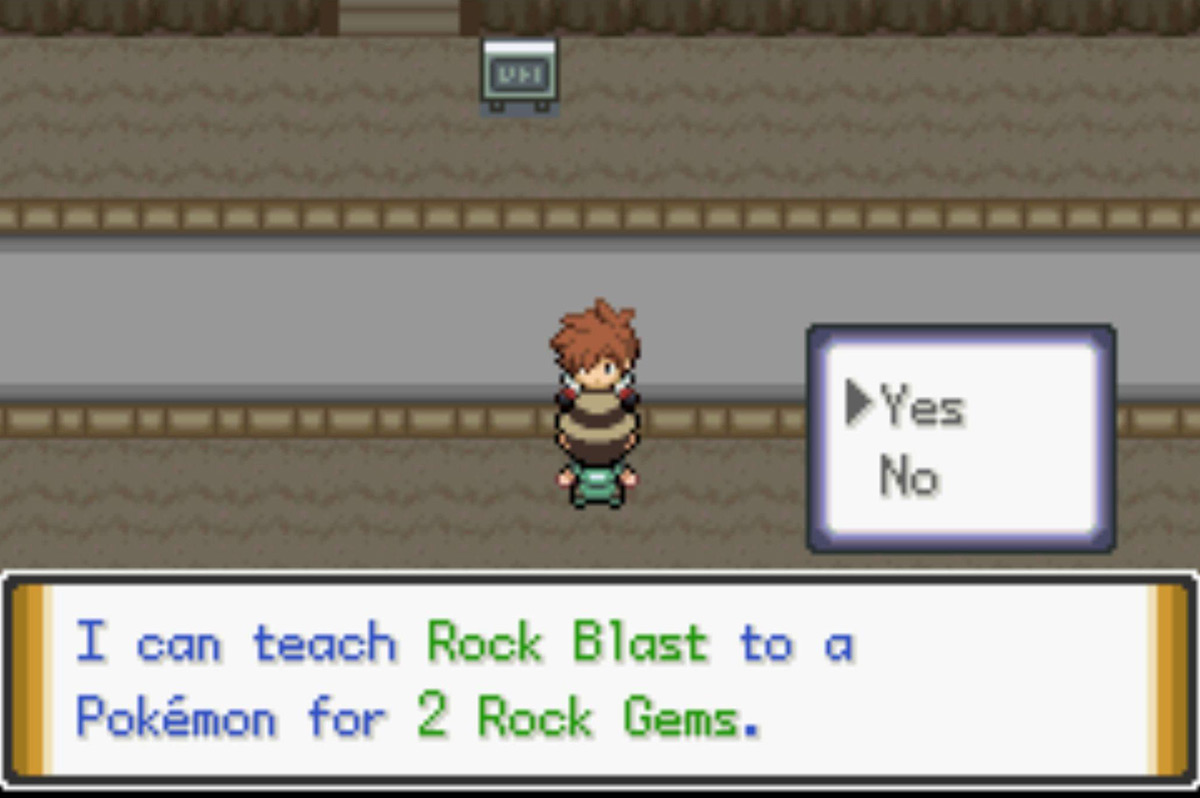 Yes
No
I can teach Rock Blast to a
Pokémon for 2 Rock Gems.